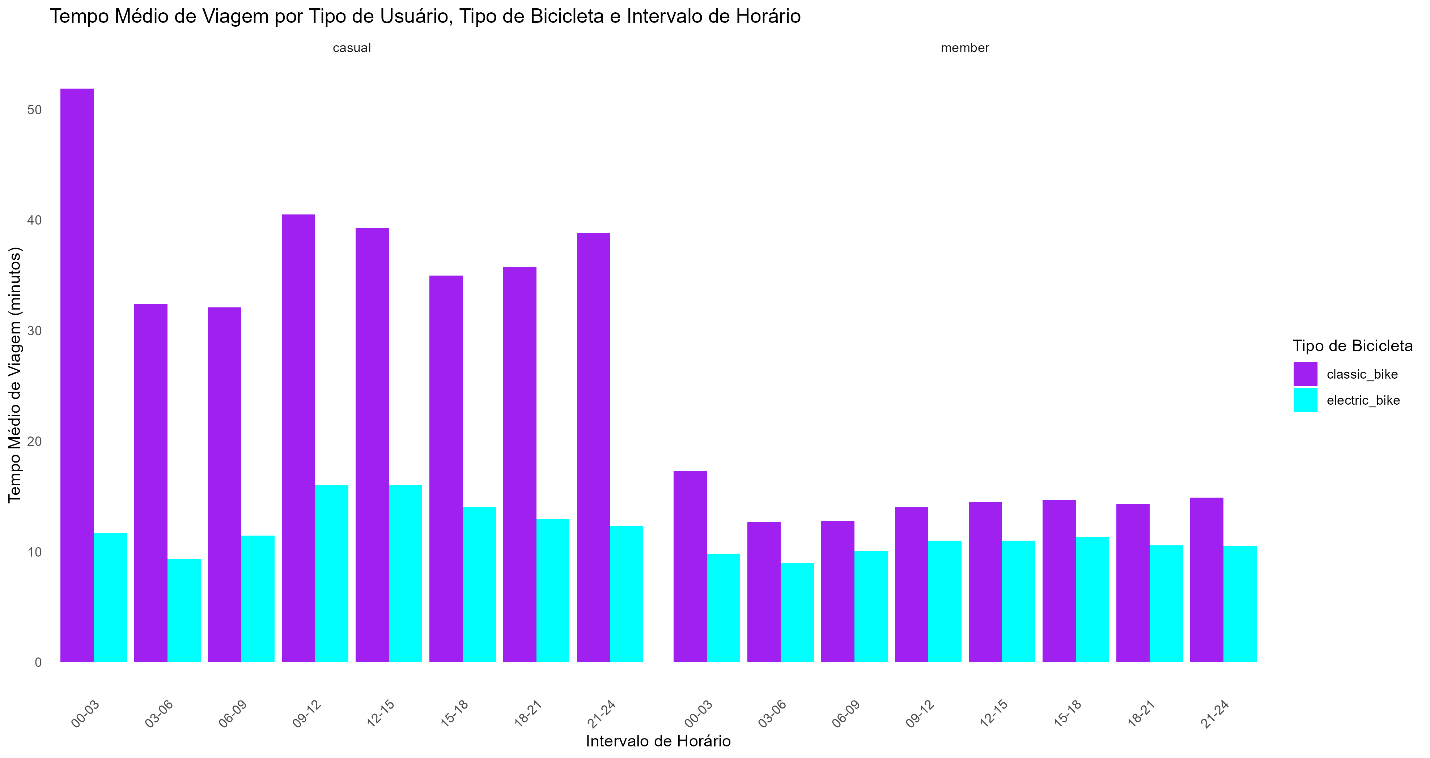 Tempo Médio de Viagem por Tipo de Usuário, Tipo de Bicicleta e Intervalo de Horário
casual
member
Tempo Médio de Viagem (minutos)
50
40
30
20
10
0
00-03
03-06
06-09
09-12
12-15
15-18
18-21
21-24
00-03
03-06
06-09
09-12
12-15
15-18
18-21
21-24
Intervalo de Horário
Tipo de Bicicleta
classic_bike
electric_bike